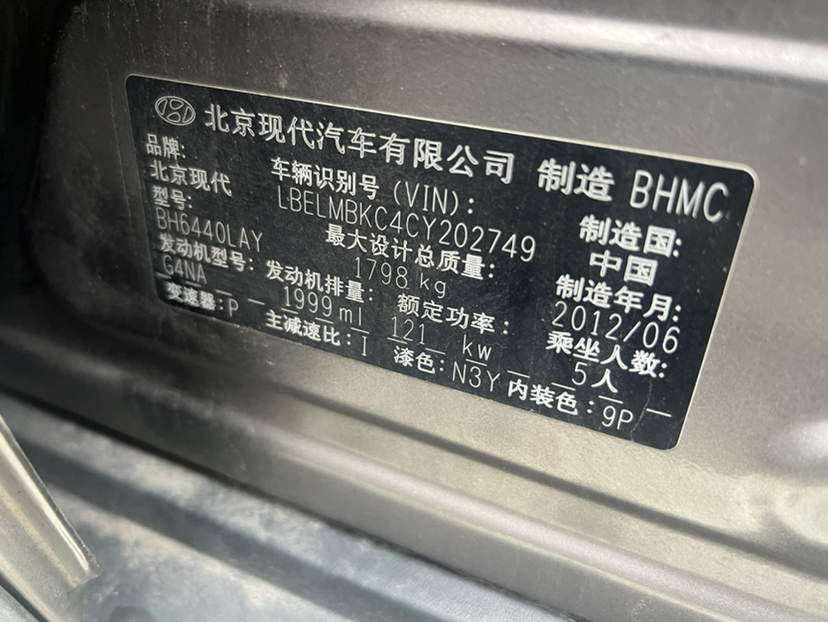 北京现代汽车有限公司 制造 BHMC
品牌: 车辆识别号 (VIN): 制造国:
北京现代 LBELMBKC4CY202749 中国
型号: 最大设计总质量: 制造年月:
BH6440LAY 1798 kg 2012/06
发动机型号: 发动机排量: 额定功率: 乘坐人数:
G4NA 1999 ml 121 kw 5人
变速器:P 主减速比:I 漆色:N3Y 内装色:9P